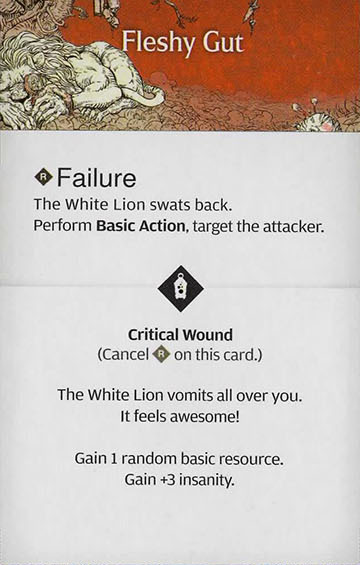 Fleshy Gut
R Failure
The White Lion swats back.
Perform Basic Action, target the attacker.
Critical Wound
(Cancel R on this card.)
The White Lion vomits all over you.
It feels awesome!
Gain 1 random basic resource.
Gain +3 insanity.